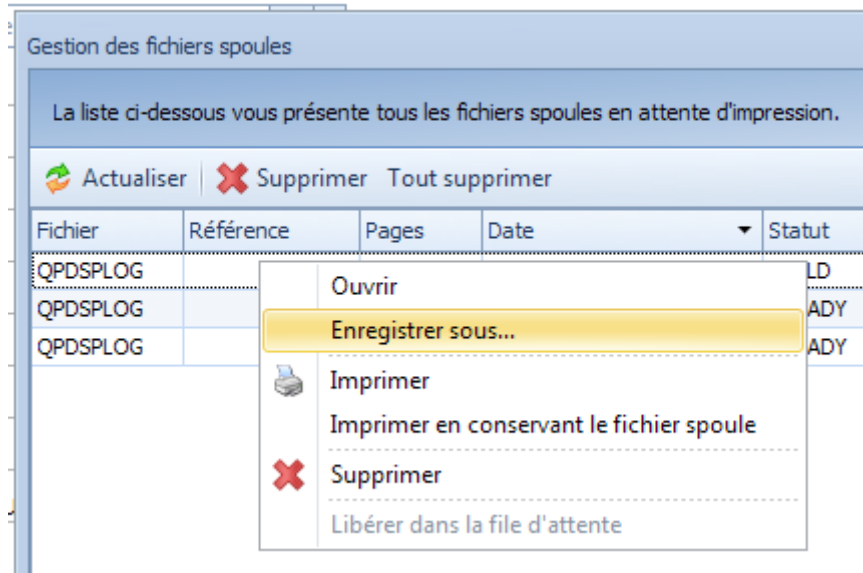 Gestion des fichiers spoules
La liste ci-dessous vous présente tous les fichiers spoules en attente d'impression.
Actualiser Supprimer Tout supprimer
Fichier Référence Pages Date Statut
QPDSPLOG
QPDSPLOG
QPDSPLOG
Ouvrir
Enregistrer sous...
Imprimer
Imprimer en conservant le fichier spoule
Supprimer
Libérer dans la file d'attente